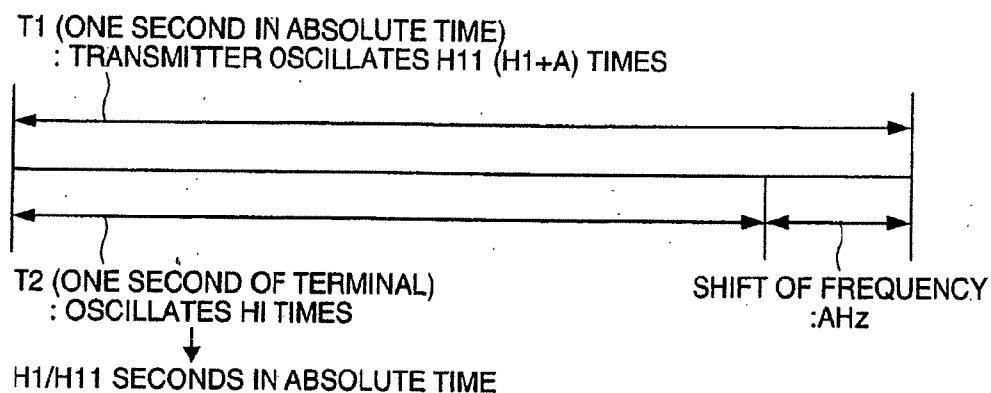 T1 (ONE SECOND IN ABSOLUTE TIME)
: TRANSMITTER OSCILLATES H11 (H1+A) TIMES
T2 (ONE SECOND OF TERMINAL)
: OSCILLATES HI TIMES
H1/H11 SECONDS IN ABSOLUTE TIME
SHIFT OF FREQUENCY
:AHz